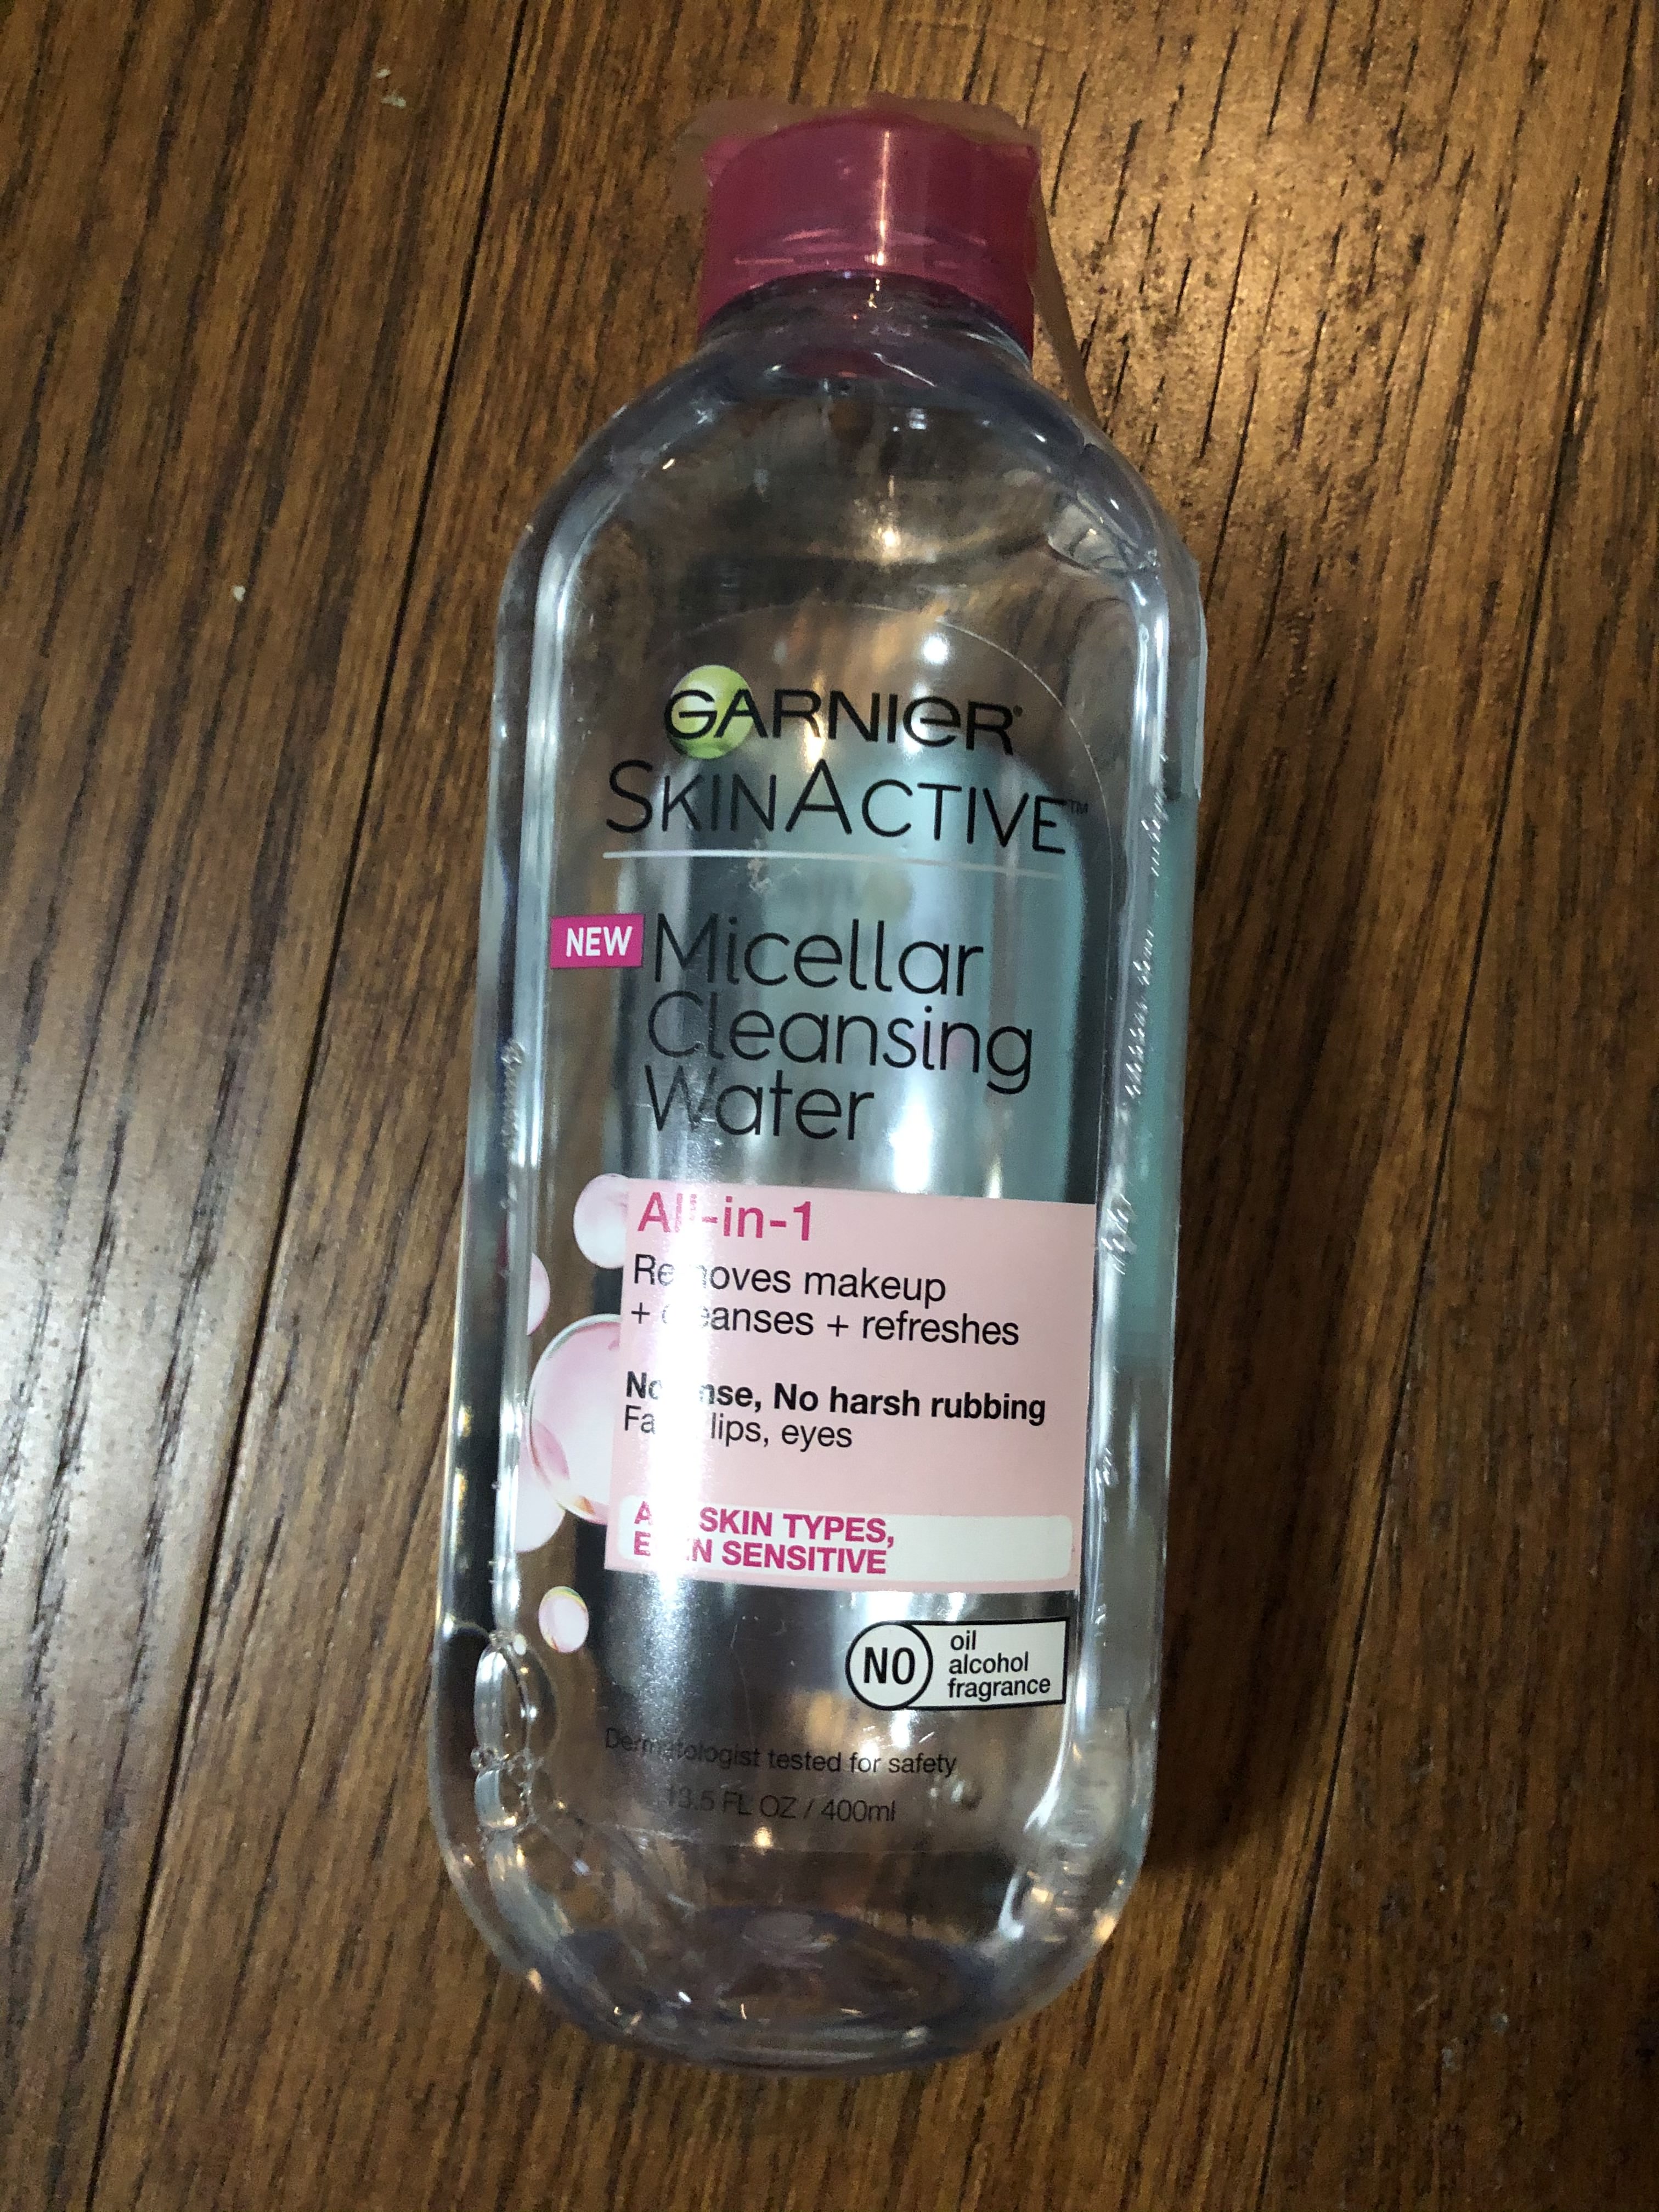 GARNIER®
SKINACTIVE™
NEW Micellar
Cleansing
Water
All-in-1
Removes makeup
+ cleanses + refreshes
No rinse, No harsh rubbing
Face, lips, eyes
ALL SKIN TYPES,
EVEN SENSITIVE
NO oil
alcohol
fragrance
Dermatologist tested for safety
13.5 FL OZ / 400ml